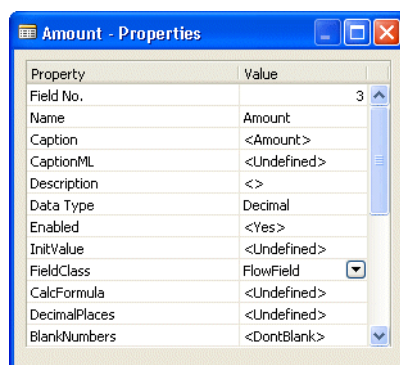 Amount - Properties
Property Value
Field No. 3
Name Amount
Caption <Amount>
CaptionML <Undefined>
Description <>
Data Type Decimal
Enabled <Yes>
InitValue <Undefined>
FieldClass FlowField
CalcFormula <Undefined>
DecimalPlaces <Undefined>
BlankNumbers <DontBlank>